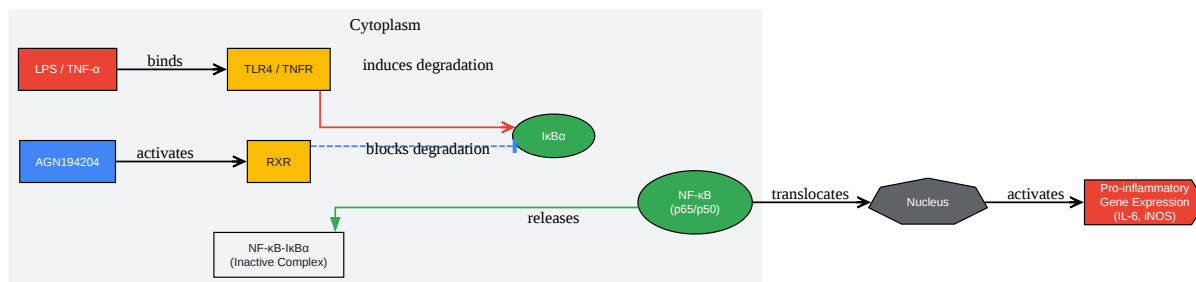 Cytoplasm
LPS / TNF-α
binds
TLR4 / TNFR
induces degradation
IκBα
AGN194204
activates
RXR
blocks degradation
NF-κB
(p65/p50)
translocates
Nucleus
activates
Pro-inflammatory
Gene Expression
(IL-6, iNOS)
releases
NF-κB-IκBα
(Inactive Complex)